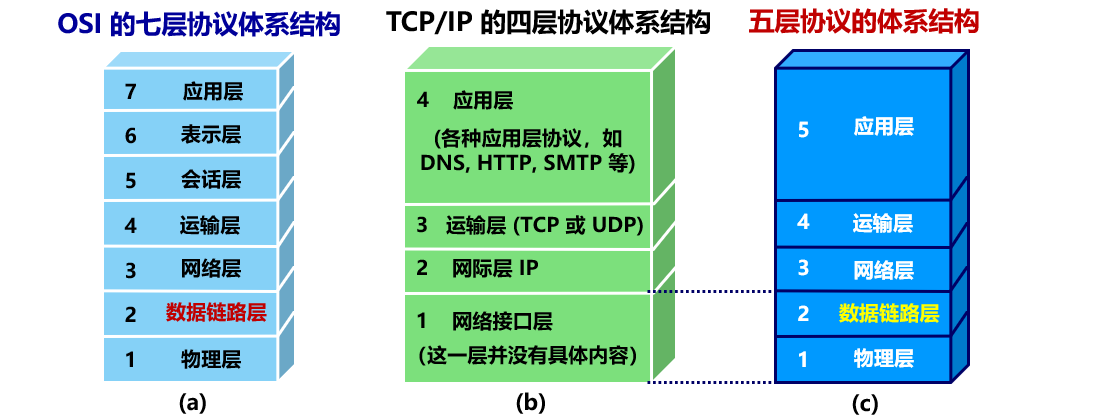 OSI 的七层协议体系结构
7 应用层
6 表示层
5 会话层
4 运输层
3 网络层
2 数据链路层
1 物理层
(a)
TCP/IP 的四层协议体系结构
4 应用层
(各种应用层协议，如
DNS, HTTP, SMTP 等)
3 运输层 (TCP 或 UDP)
2 网际层 IP
1 网络接口层
（这一层并没有具体内容）
(b)
五层协议的体系结构
5 应用层
4 运输层
3 网络层
2 数据链路层
1 物理层
(c)